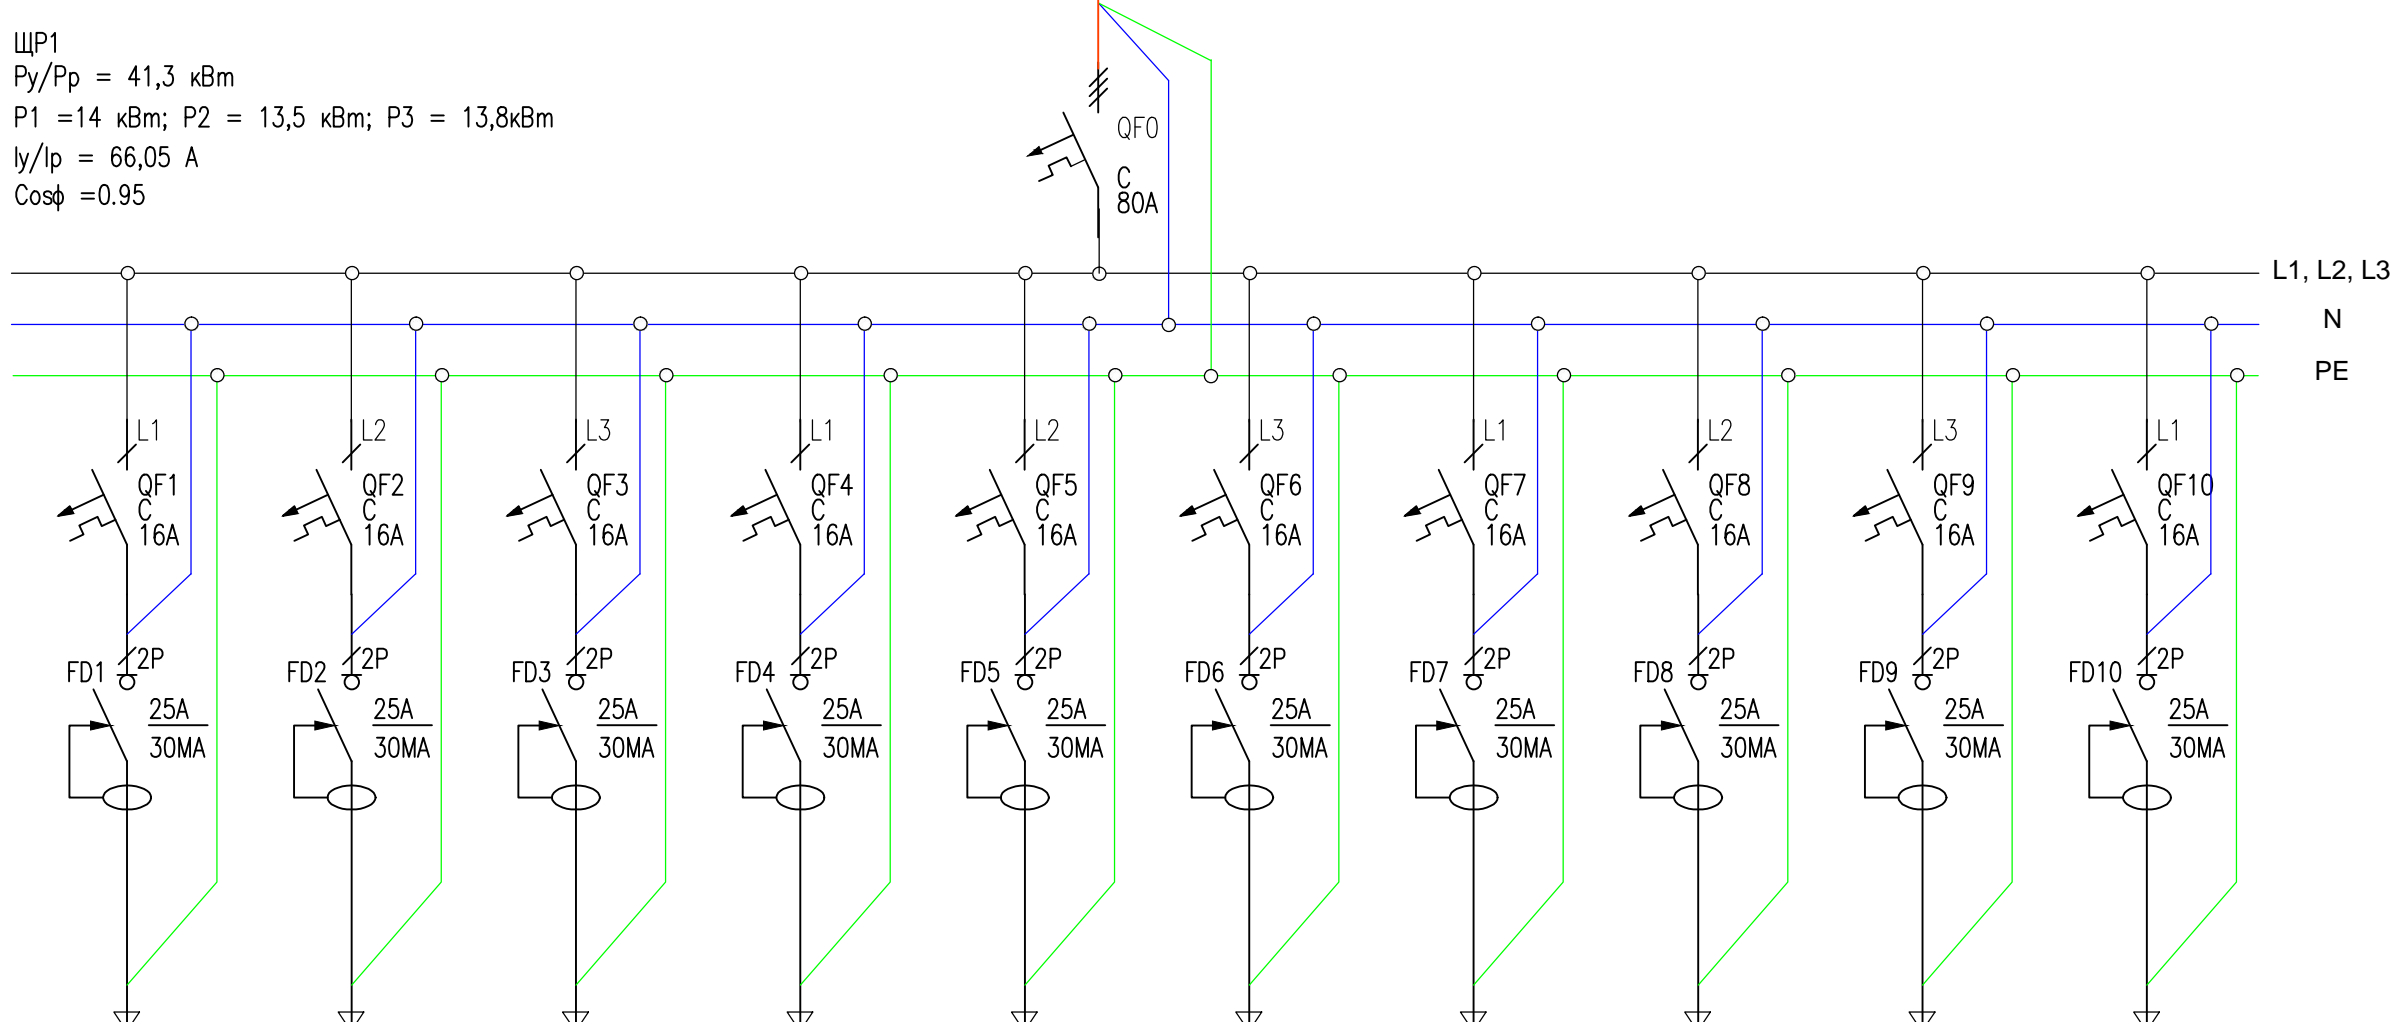 ЩР1
Ру/Рр = 41,3 кВт
Р1 =14 кВт; Р2 = 13,5 кВт; Р3 = 13,8кВт
Iу/Iр = 66,05 А
Cosϕ =0.95
QF0
C
80A
L1, L2, L3
N
PE
L1 L2 L3 L1 L2 L3 L1 L2 L3 L1
QF1 QF2 QF3 QF4 QF5 QF6 QF7 QF8 QF9 QF10
C C C C C C C C C C
16A 16A 16A 16A 16A 16A 16A 16A 16A 16A
2P 2P 2P 2P 2P 2P 2P 2P 2P 2P
FD1 FD2 FD3 FD4 FD5 FD6 FD7 FD8 FD9 FD10
25A 25A 25A 25A 25A 25A 25A 25A 25A 25A
30MA 30MA 30MA 30MA 30MA 30MA 30MA 30MA 30MA 30MA